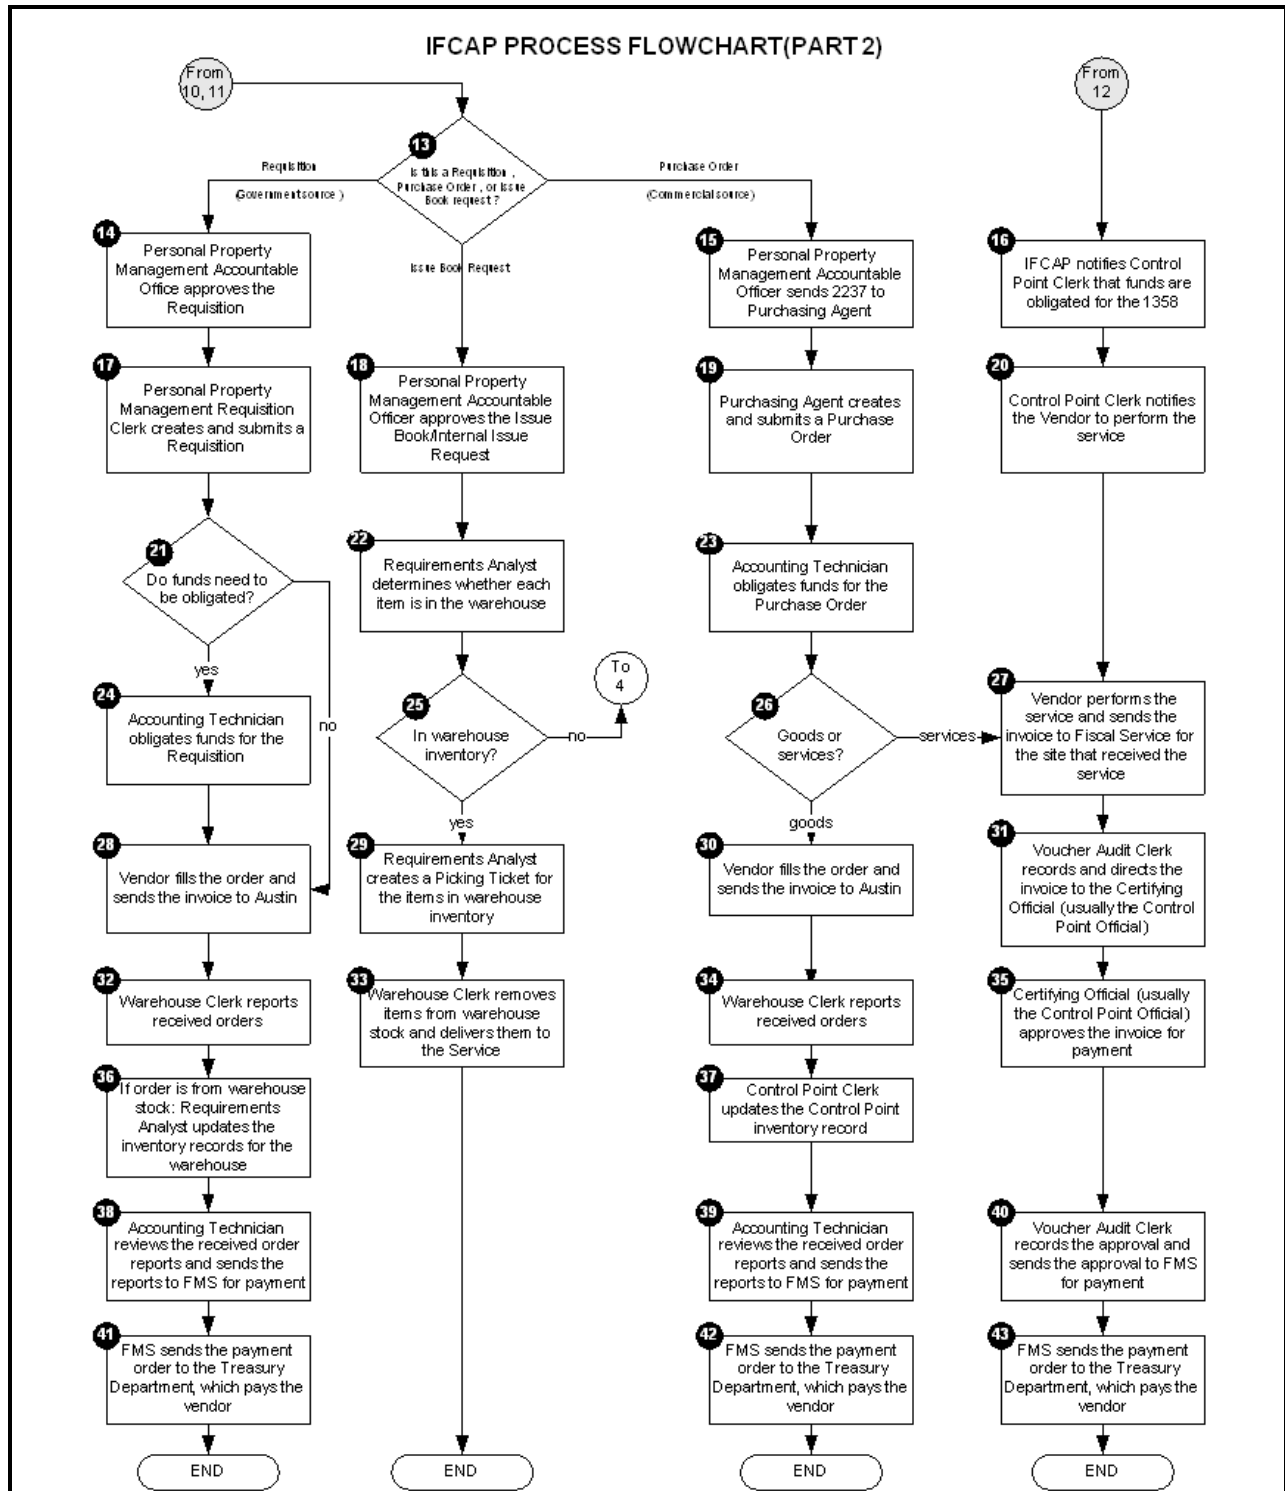 IFCAP PROCESS FLOWCHART(PART 2)
From
10, 11
From
12
13
Is this a Requisition ,
Purchase Order , or Issue
Book request ?
Requisition
(Government source )
Purchase Order
(Commercial source)
Issue Book Request
14
Personal Property
Management Accountable
Office approves the
Requisition
15
Personal Property
Management Accountable
Officer sends 2237 to
Purchasing Agent
16
IFCAP notifies Control
Point Clerk that funds are
obligated for the 1358
17
Personal Property
Management Requisition
Clerk creates and submits a
Requisition
18
Personal Property
Management Accountable
Officer approves the Issue
Book/Internal Issue
Request
19
Purchasing Agent creates
and submits a Purchase
Order
20
Control Point Clerk notifies
the Vendor to perform the
service
21
Do funds need to
be obligated?
yes
no
22
Requirements Analyst
determines whether each
item is in the warehouse
23
Accounting Technician
obligates funds for the
Purchase Order
24
Accounting Technician
obligates funds for the
Requisition
25
In warehouse
inventory?
no
To
4
yes
26
Goods or
services?
services
goods
27
Vendor performs the
service and sends the
invoice to Fiscal Service for
the site that received the
service
28
Vendor fills the order and
sends the invoice to Austin
29
Requirements Analyst
creates a Picking Ticket for
the items in warehouse
inventory
30
Vendor fills the order and
sends the invoice to Austin
31
Voucher Audit Clerk
records and directs the
invoice to the Certifying
Official (usually the Control
Point Official)
32
Warehouse Clerk reports
received orders
33
Warehouse Clerk removes
items from warehouse
stock and delivers them to
the Service
34
Warehouse Clerk reports
received orders
35
Certifying Official (usually
the Control Point Official)
approves the invoice for
payment
36
If order is from warehouse
stock: Requirements
Analyst updates the
inventory records for the
warehouse
37
Control Point Clerk
updates the Control Point
inventory record
38
Accounting Technician
reviews the received order
reports and sends the
reports to FMS for payment
39
Accounting Technician
reviews the received order
reports and sends the
reports to FMS for payment
40
Voucher Audit Clerk
records the approval and
sends the approval to FMS
for payment
41
FMS sends the payment
order to the Treasury
Department, which pays the
vendor
42
FMS sends the payment
order to the Treasury
Department, which pays the
vendor
43
FMS sends the payment
order to the Treasury
Department, which pays the
vendor
END
END
END
END